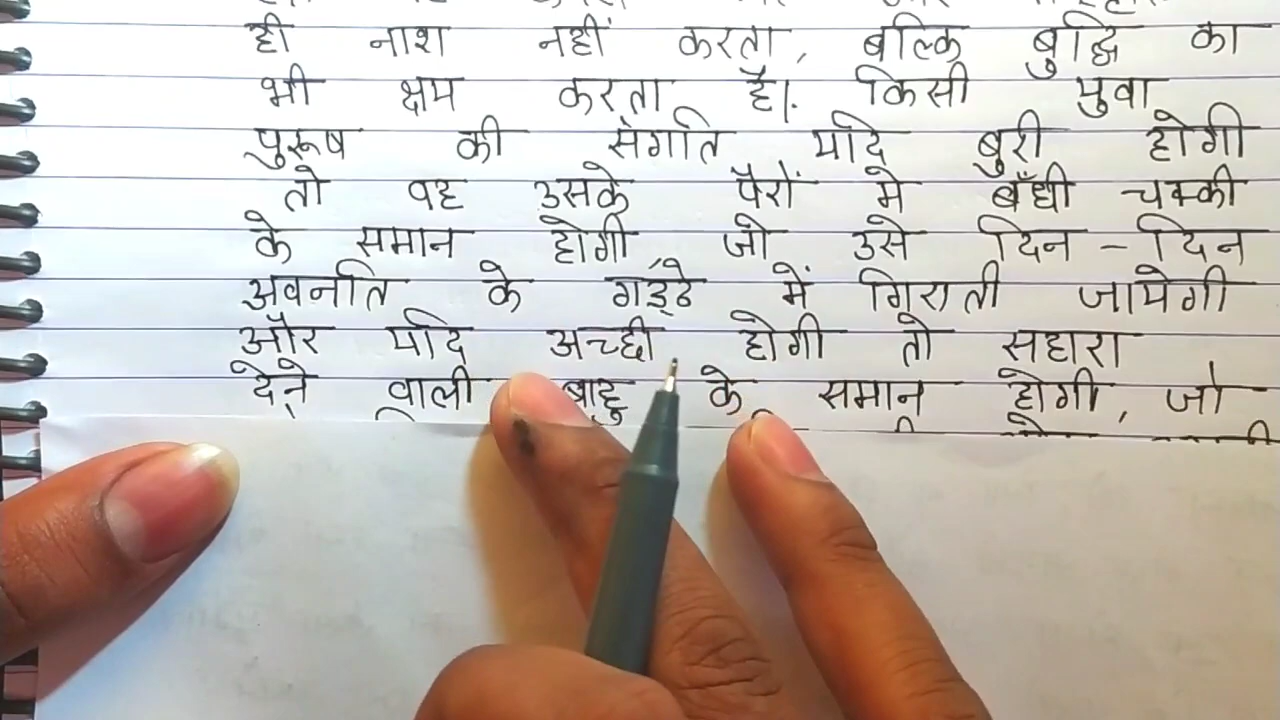 ही नाश नहीं करता, बल्कि बुद्धि का
भी क्षय करता है। किसी युवा
पुरूष की संगति यदि बुरी होगी
तो वह उसके पैरों मे बँधी चक्की
के समान होगी जो उसे दिन - दिन
अवनति के गड्ढे में गिराती जायेगी
और यदि अच्छी होगी तो सहारा
देने वाली बाहु के समान होगी, जो